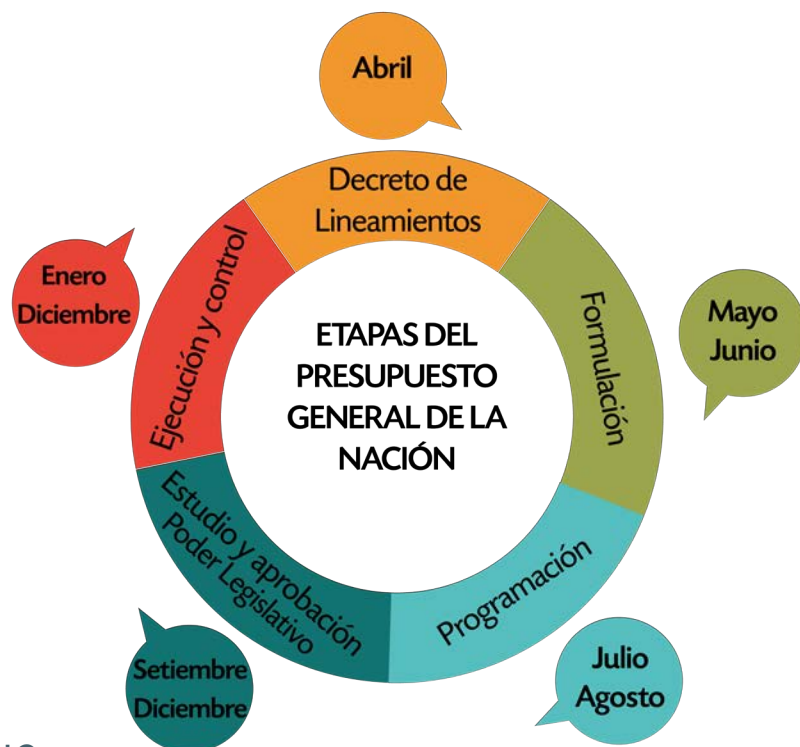 Abril
Decreto de
Lineamientos
Formulación
Mayo
Junio
Programación
Julio
Agosto
Estudio y aprobación
Poder Legislativo
Setiembre
Diciembre
Ejecución y control
Enero
Diciembre
ETAPAS DEL
PRESUPUESTO
GENERAL DE LA
NACIÓN